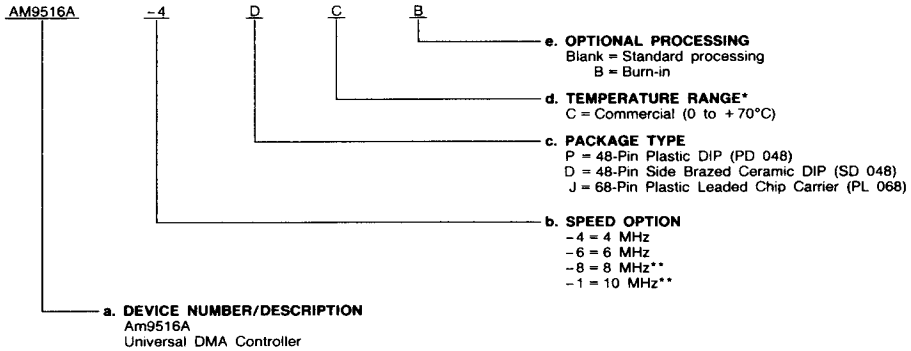 AM9516A -4 D C B
e. OPTIONAL PROCESSING
Blank = Standard processing
B = Burn-in
d. TEMPERATURE RANGE*
C = Commercial (0 to +70°C)
c. PACKAGE TYPE
P = 48-Pin Plastic DIP (PD 048)
D = 48-Pin Side Brazed Ceramic DIP (SD 048)
J = 68-Pin Plastic Leaded Chip Carrier (PL 068)
b. SPEED OPTION
-4 = 4 MHz
-6 = 6 MHz
-8 = 8 MHz**
-1 = 10 MHz**
a. DEVICE NUMBER/DESCRIPTION
Am9516A
Universal DMA Controller